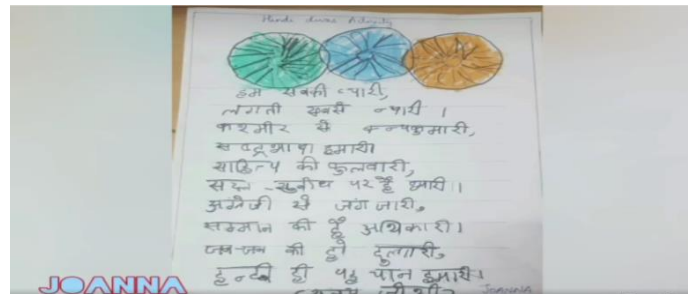 Hindi diwas Activity
हम सबकी प्यारी,
लगती सबसे न्यारी ।
कश्मीर से कन्याकुमारी,
राष्ट्रभाषा हमारी।
साहित्य की फुलवारी,
सरल-सुबोध पर है हमारी।
अंग्रेजी से जंग जारी,
सम्मान की है अधिकारी।
जन-जन की हो दुलारी,
हिन्दी ही पहचान हमारी।
JOANNA
JOANNA